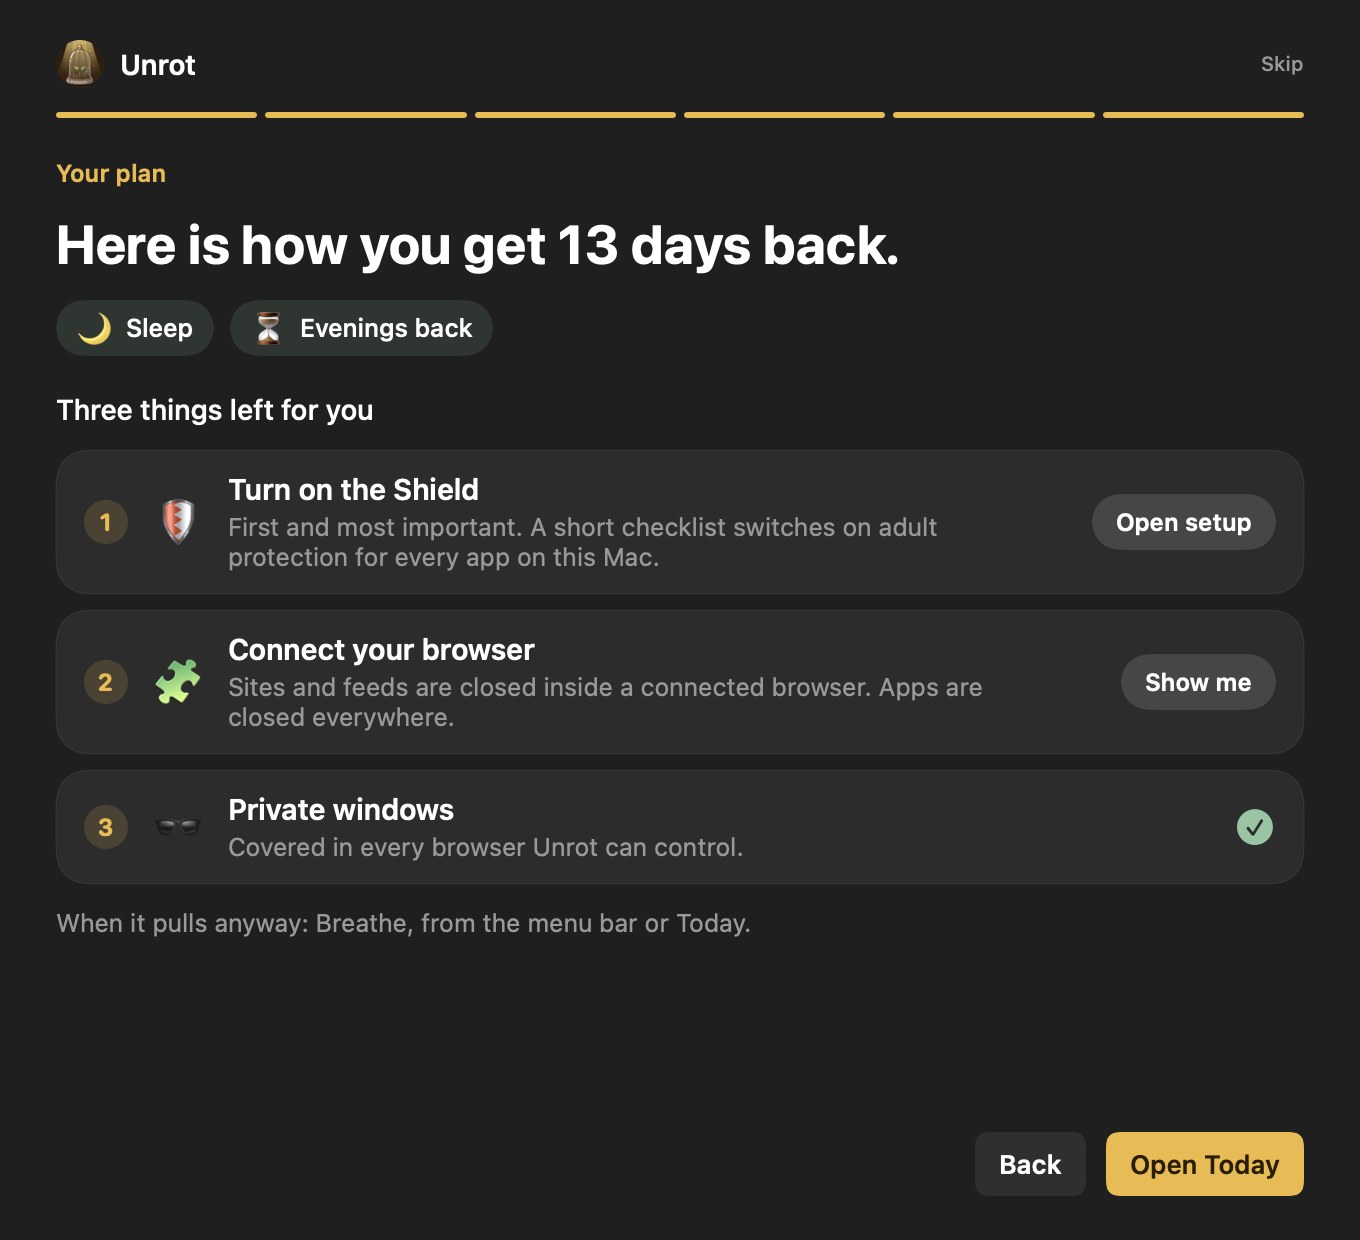 Unrot
Skip
Your plan
Here is how you get 13 days back.
Sleep
Evenings back
Three things left for you
1
Turn on the Shield
First and most important. A short checklist switches on adult
protection for every app on this Mac.
Open setup
2
Connect your browser
Sites and feeds are closed inside a connected browser. Apps are
closed everywhere.
Show me
3
Private windows
Covered in every browser Unrot can control.
When it pulls anyway: Breathe, from the menu bar or Today.
Back
Open Today